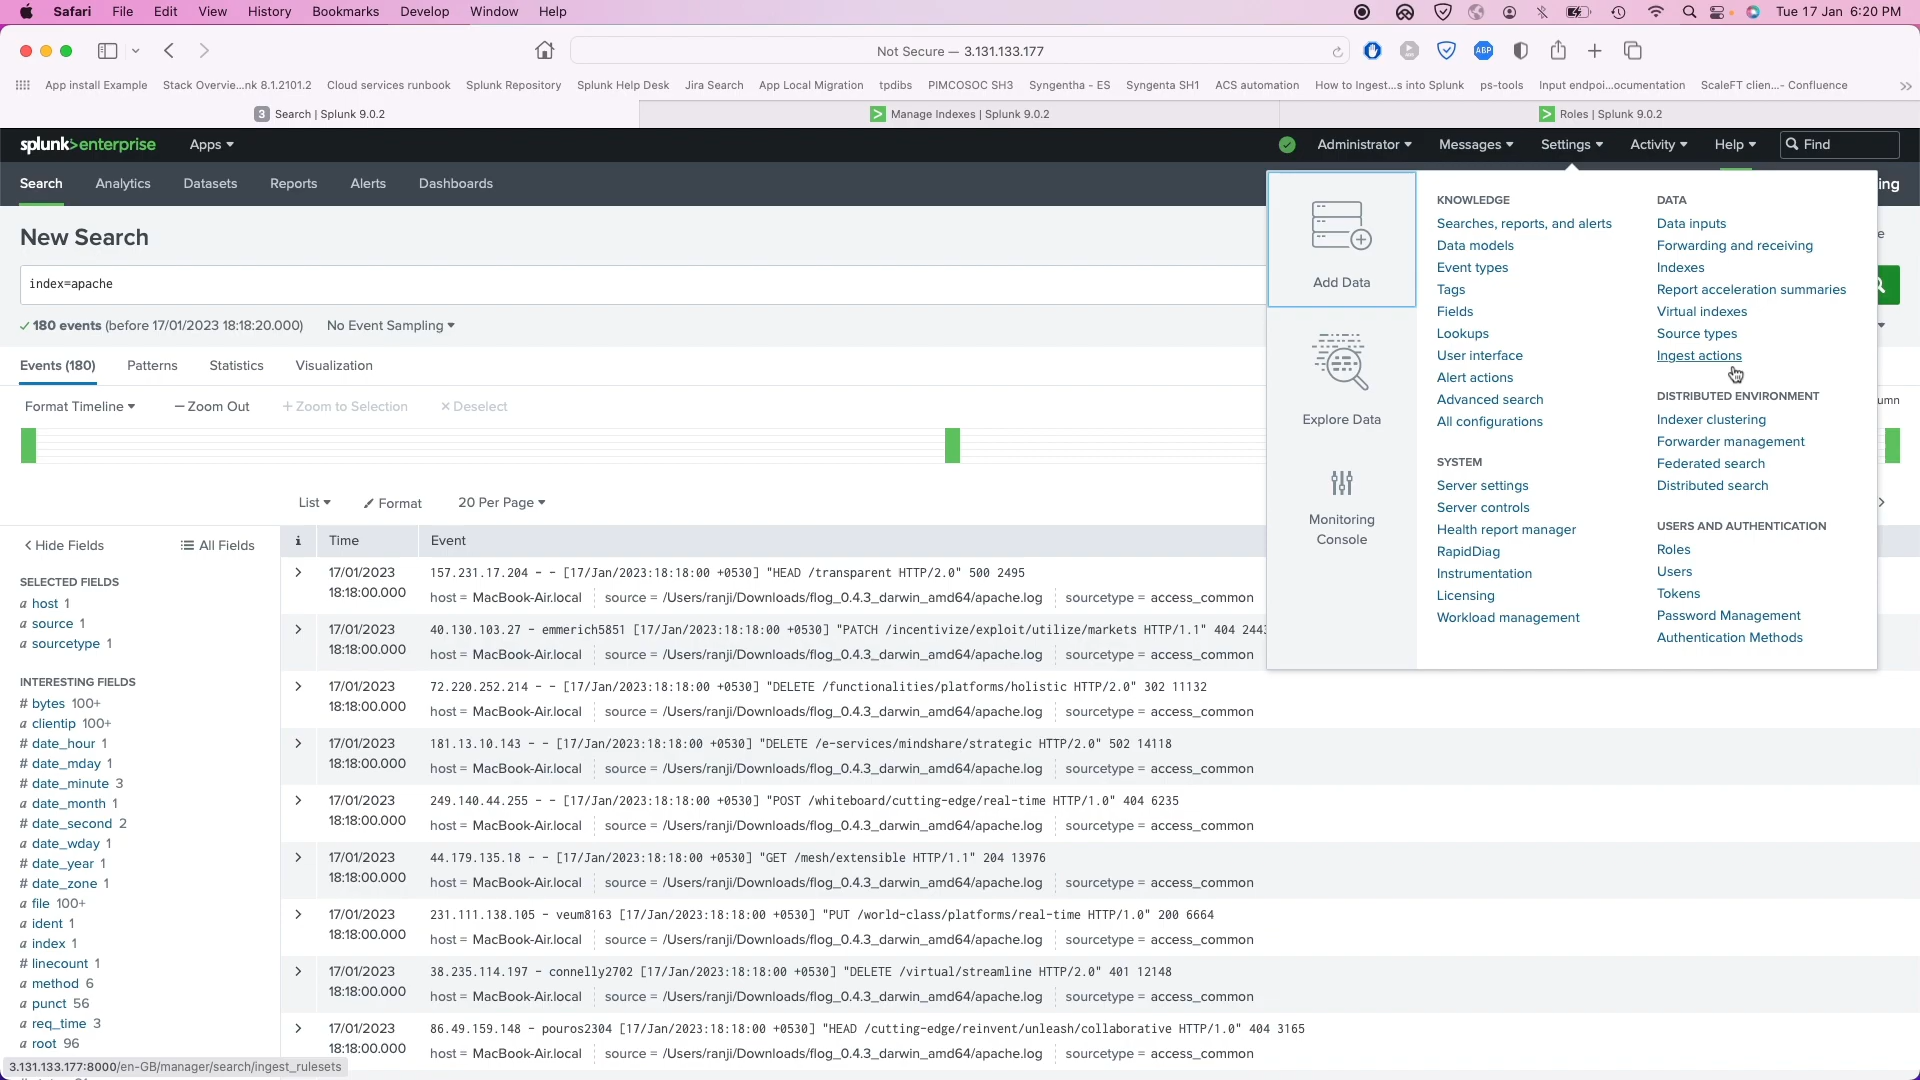 Safari File Edit View History Bookmarks Develop Window Help Tue 17 Jan 6:20 PM
Not Secure — 3.131.133.177 ABP
App install Example Stack Overvie...nk 8.1.2101.2 Cloud services runbook Splunk Repository Splunk Help Desk Jira Search App Local Migration tpdibs PIMCOSOC SH3 Syngentha - ES Syngenta SH1 ACS automation How to Ingest...s into Splunk ps-tools Input endpoi...ocumentation ScaleFT clien...- Confluence
3 Search | Splunk 9.0.2 Manage Indexes | Splunk 9.0.2 Roles | Splunk 9.0.2
splunk>enterprise Apps Administrator Messages Settings Activity Help Find
Search Analytics Datasets Reports Alerts Dashboards ing
New Search
index=apache
180 events (before 17/01/2023 18:18:20.000) No Event Sampling
Events (180) Patterns Statistics Visualization
Format Timeline — Zoom Out + Zoom to Selection × Deselect umn
List Format 20 Per Page
Add Data
Explore Data
Monitoring
Console
KNOWLEDGE
Searches, reports, and alerts
Data models
Event types
Tags
Fields
Lookups
User interface
Alert actions
Advanced search
All configurations
SYSTEM
Server settings
Server controls
Health report manager
RapidDiag
Instrumentation
Licensing
Workload management
DATA
Data inputs
Forwarding and receiving
Indexes
Report acceleration summaries
Virtual indexes
Source types
Ingest actions
DISTRIBUTED ENVIRONMENT
Indexer clustering
Forwarder management
Federated search
Distributed search
USERS AND AUTHENTICATION
Roles
Users
Tokens
Password Management
Authentication Methods
Hide Fields All Fields
SELECTED FIELDS
a host 1
a source 1
a sourcetype 1
INTERESTING FIELDS
# bytes 100+
a clientip 100+
# date_hour 1
# date_mday 1
# date_minute 3
a date_month 1
# date_second 2
a date_wday 1
# date_year 1
# date_zone 1
a file 100+
a ident 1
a index 1
# linecount 1
a method 6
a punct 56
a req_time 3
a root 96
i Time Event
17/01/2023 157.231.17.204 - - [17/Jan/2023:18:18:00 +0530] "HEAD /transparent HTTP/2.0" 500 2495
18:18:00.000 host = MacBook-Air.local source = /Users/ranji/Downloads/flog_0.4.3_darwin_amd64/apache.log sourcetype = access_common
17/01/2023 40.130.103.27 - emmerich5851 [17/Jan/2023:18:18:00 +0530] "PATCH /incentivize/exploit/utilize/markets HTTP/1.1" 404 2443
18:18:00.000 host = MacBook-Air.local source = /Users/ranji/Downloads/flog_0.4.3_darwin_amd64/apache.log sourcetype = access_common
17/01/2023 72.220.252.214 - - [17/Jan/2023:18:18:00 +0530] "DELETE /functionalities/platforms/holistic HTTP/2.0" 302 11132
18:18:00.000 host = MacBook-Air.local source = /Users/ranji/Downloads/flog_0.4.3_darwin_amd64/apache.log sourcetype = access_common
17/01/2023 181.13.10.143 - - [17/Jan/2023:18:18:00 +0530] "DELETE /e-services/mindshare/strategic HTTP/2.0" 502 14118
18:18:00.000 host = MacBook-Air.local source = /Users/ranji/Downloads/flog_0.4.3_darwin_amd64/apache.log sourcetype = access_common
17/01/2023 249.140.44.255 - - [17/Jan/2023:18:18:00 +0530] "POST /whiteboard/cutting-edge/real-time HTTP/1.0" 404 6235
18:18:00.000 host = MacBook-Air.local source = /Users/ranji/Downloads/flog_0.4.3_darwin_amd64/apache.log sourcetype = access_common
17/01/2023 44.179.135.18 - - [17/Jan/2023:18:18:00 +0530] "GET /mesh/extensible HTTP/1.1" 204 13976
18:18:00.000 host = MacBook-Air.local source = /Users/ranji/Downloads/flog_0.4.3_darwin_amd64/apache.log sourcetype = access_common
17/01/2023 231.111.138.105 - veum8163 [17/Jan/2023:18:18:00 +0530] "PUT /world-class/platforms/real-time HTTP/1.0" 200 6664
18:18:00.000 host = MacBook-Air.local source = /Users/ranji/Downloads/flog_0.4.3_darwin_amd64/apache.log sourcetype = access_common
17/01/2023 38.235.114.197 - connelly2702 [17/Jan/2023:18:18:00 +0530] "DELETE /virtual/streamline HTTP/2.0" 401 12148
18:18:00.000 host = MacBook-Air.local source = /Users/ranji/Downloads/flog_0.4.3_darwin_amd64/apache.log sourcetype = access_common
17/01/2023 86.49.159.148 - pouros2304 [17/Jan/2023:18:18:00 +0530] "HEAD /cutting-edge/reinvent/unleash/collaborative HTTP/1.0" 404 3165
18:18:00.000 host = MacBook-Air.local source = /Users/ranji/Downloads/flog_0.4.3_darwin_amd64/apache.log sourcetype = access_common
3.131.133.177:8000/en-GB/manager/search/ingest_rulesets